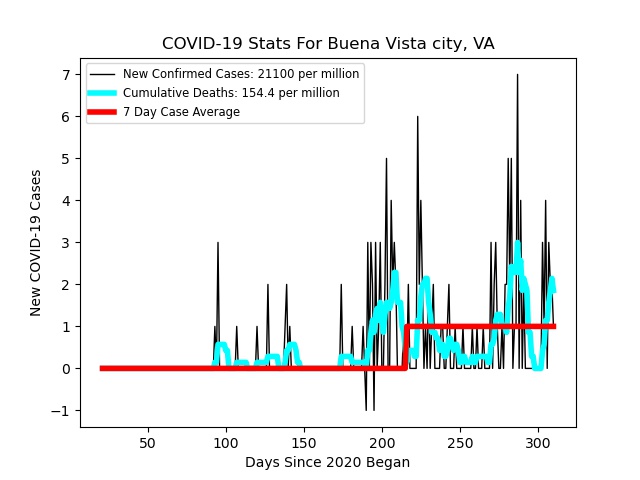 COVID-19 Stats For Buena Vista city, VA
New Confirmed Cases: 21100 per million
Cumulative Deaths: 154.4 per million
7 Day Case Average
7
6
5
4
3
2
1
0
−1
New COVID-19 Cases
50 100 150 200 250 300
Days Since 2020 Began